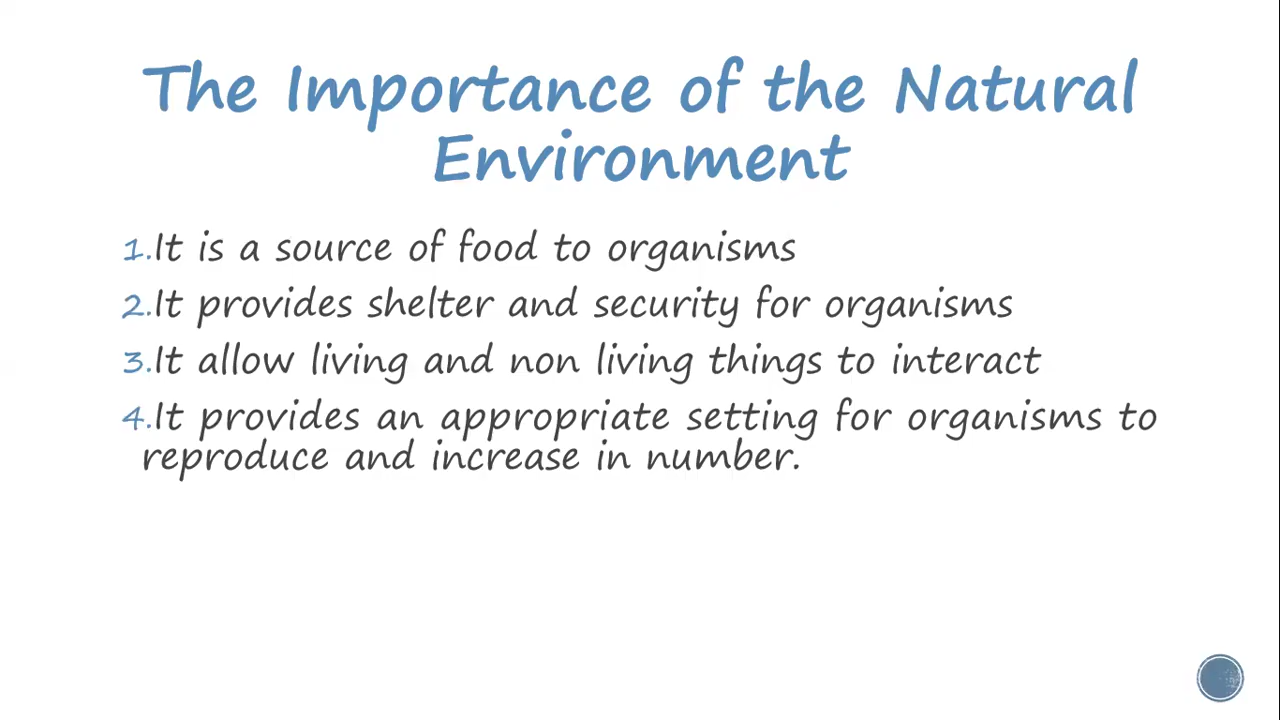 The Importance of the Natural
Environment
1.It is a source of food to organisms
2.It provides shelter and security for organisms
3.It allow living and non living things to interact
4.It provides an appropriate setting for organisms to
reproduce and increase in number.